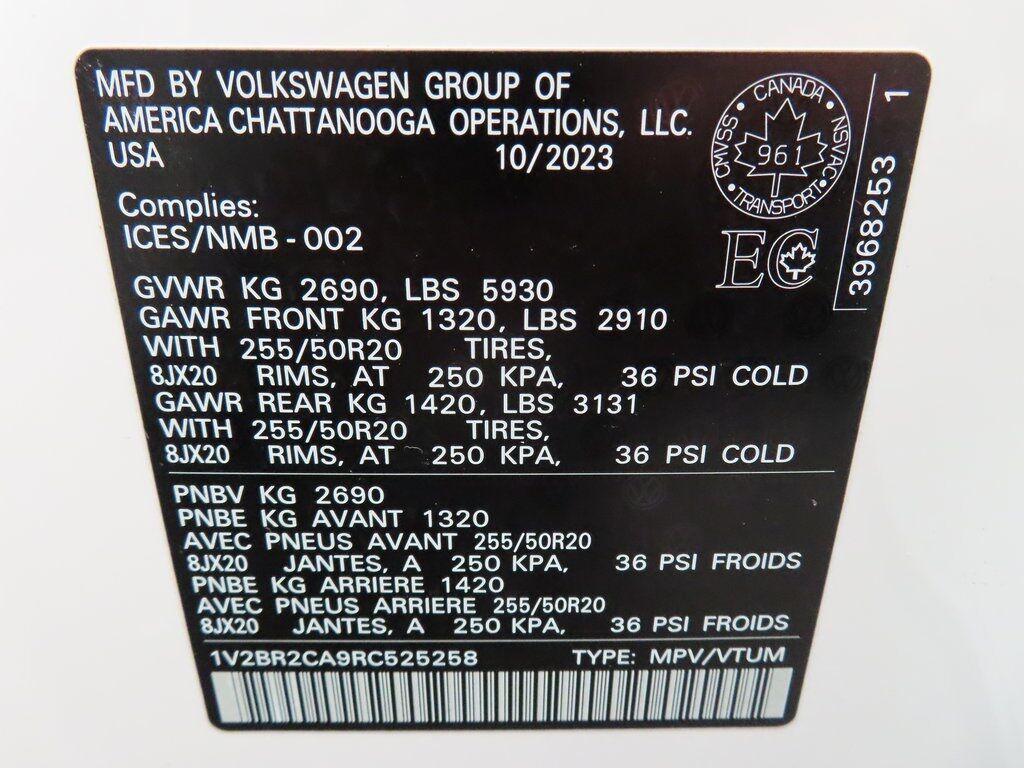 MFD BY VOLKSWAGEN GROUP OF
AMERICA CHATTANOOGA OPERATIONS, LLC.
USA 10/2023
CANADA
CMVSS NSVAC
961
TRANSPORT
EC
3968253 1
Complies:
ICES/NMB - 002
GVWR KG 2690, LBS 5930
GAWR FRONT KG 1320, LBS 2910
WITH 255/50R20 TIRES,
8JX20 RIMS, AT 250 KPA, 36 PSI COLD
GAWR REAR KG 1420, LBS 3131
WITH 255/50R20 TIRES,
8JX20 RIMS, AT 250 KPA, 36 PSI COLD
PNBV KG 2690
PNBE KG AVANT 1320
AVEC PNEUS AVANT 255/50R20
8JX20 JANTES, A 250 KPA, 36 PSI FROIDS
PNBE KG ARRIERE 1420
AVEC PNEUS ARRIERE 255/50R20
8JX20 JANTES, A 250 KPA, 36 PSI FROIDS
1V2BR2CA9RC525258 TYPE: MPV/VTUM